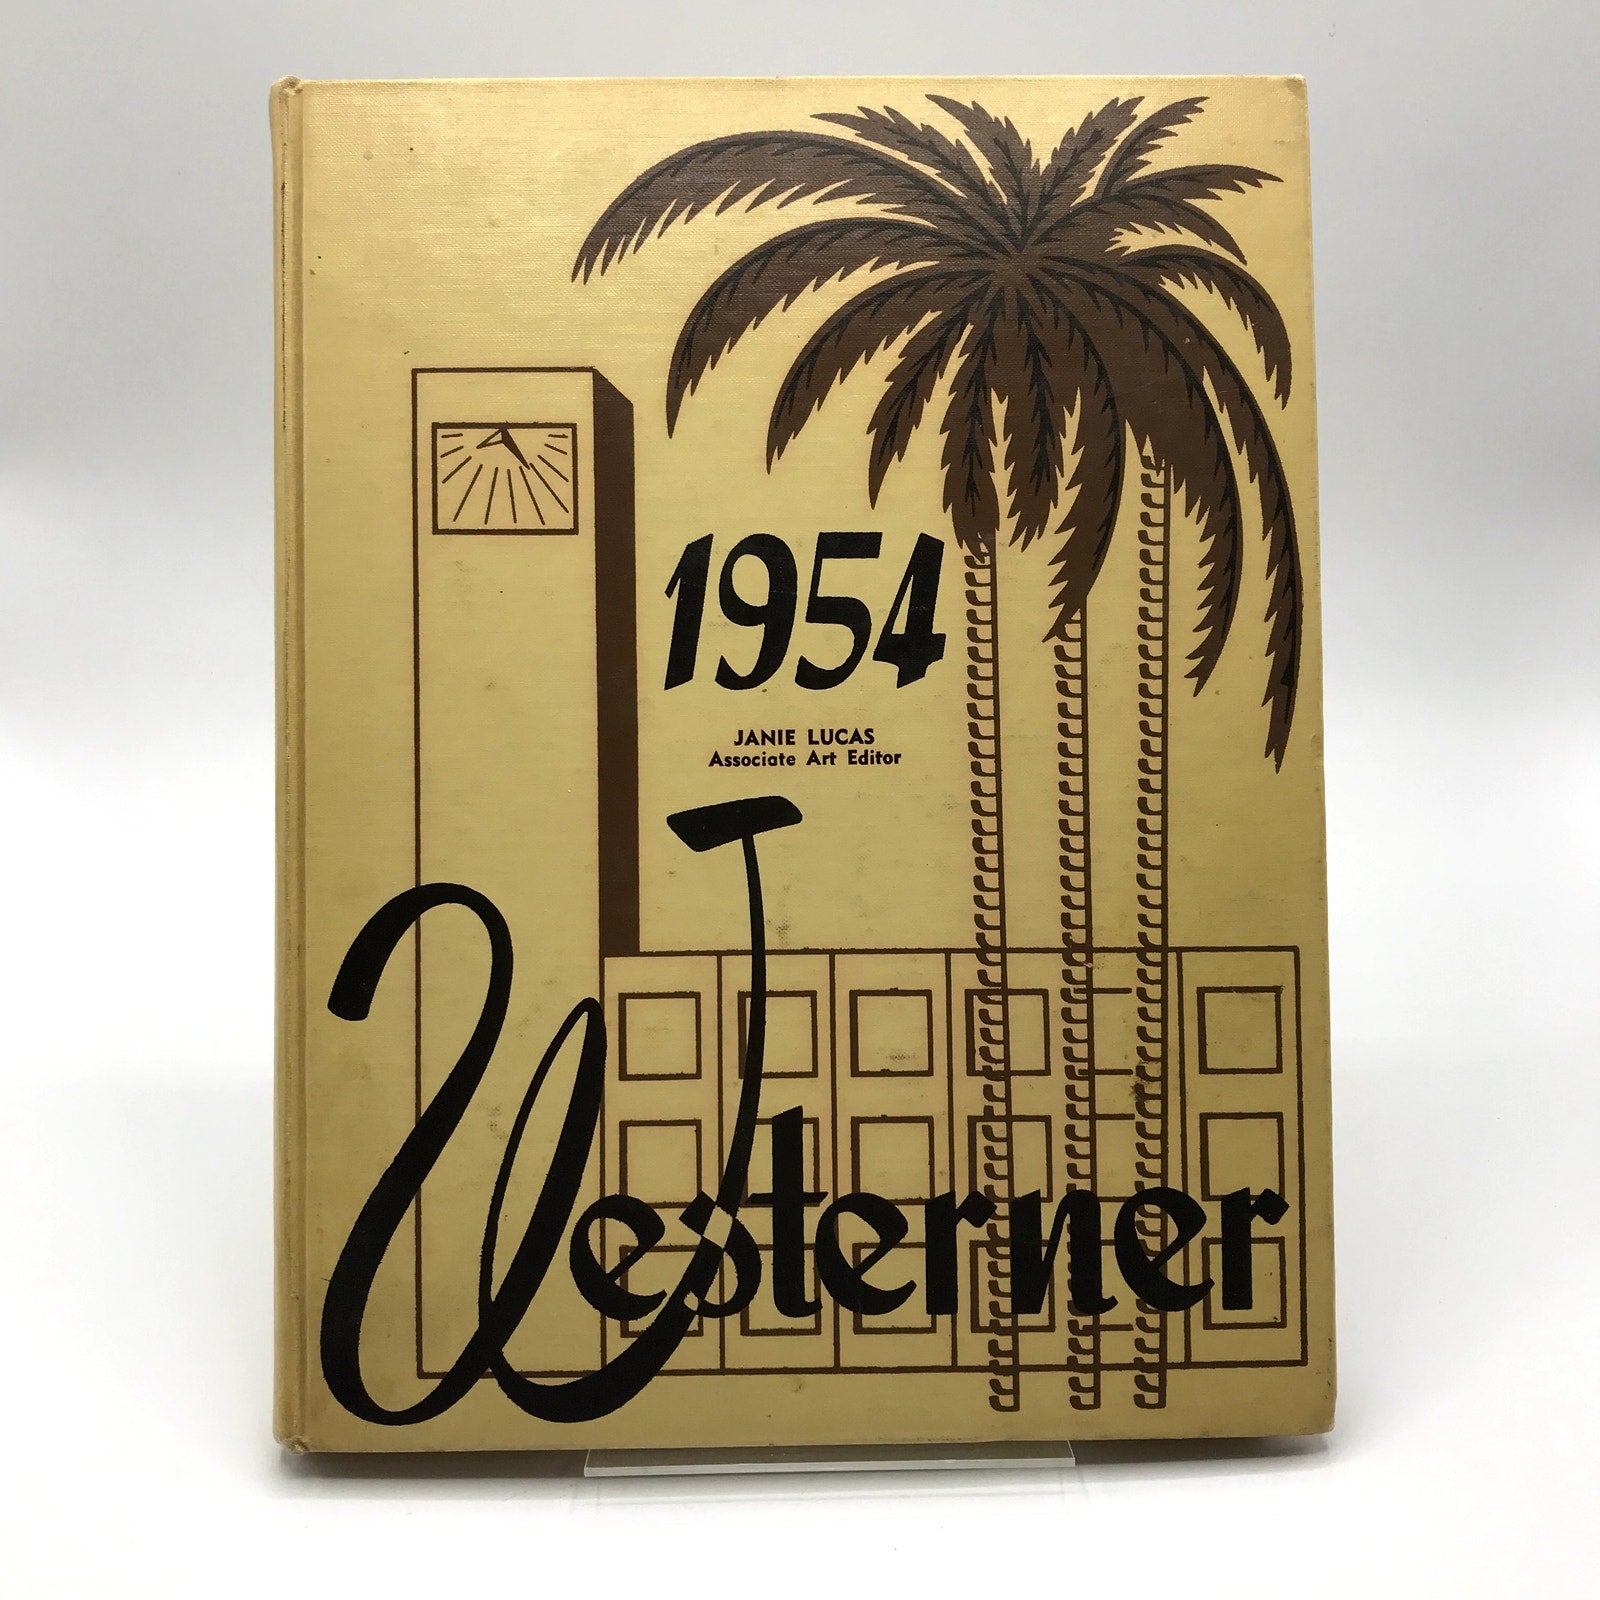 1954
JANIE LUCAS
Associate Art Editor
Westerner